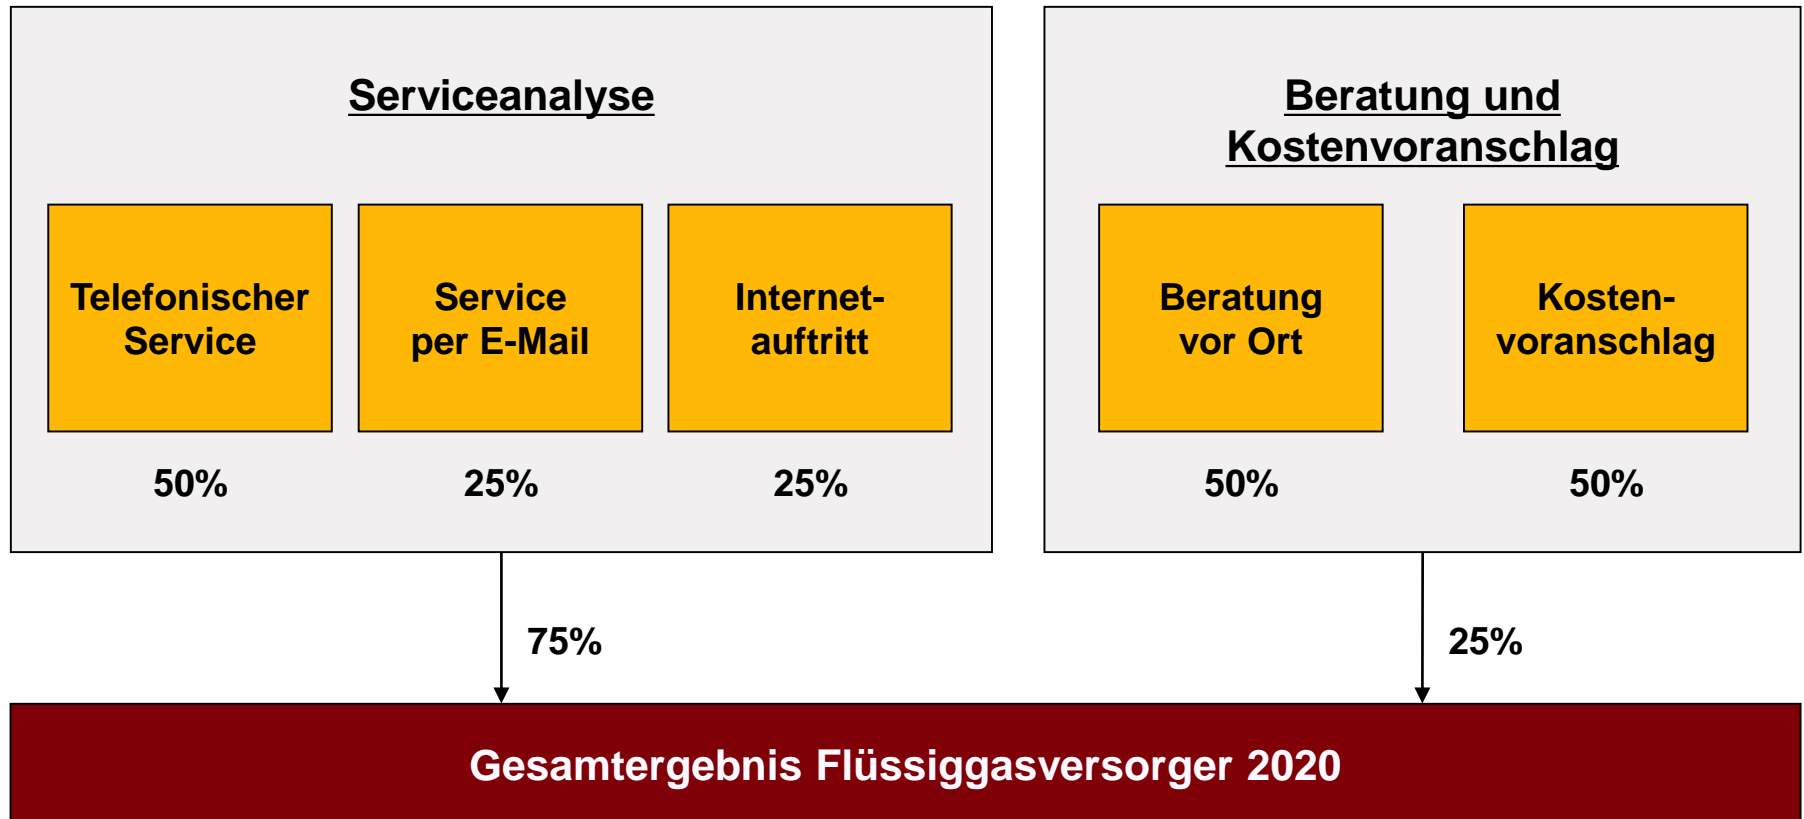 Serviceanalyse
Telefonischer
Service
50%
Service
per E-Mail
25%
Internet-
auftritt
25%
75%
Beratung und
Kostenvoranschlag
Beratung
vor Ort
50%
Kosten-
voranschlag
50%
25%
Gesamtergebnis Flüssiggasversorger 2020